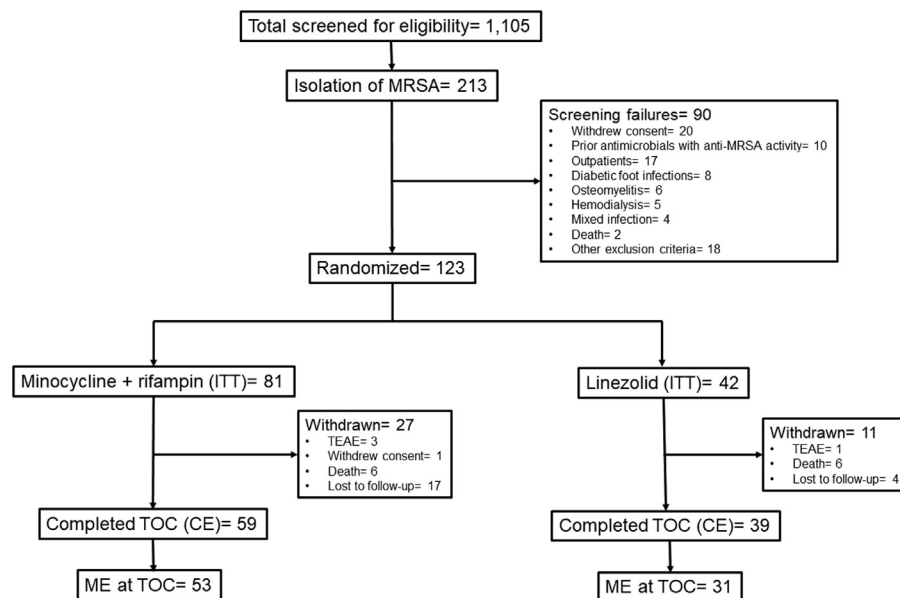 Total screened for eligibility= 1,105
Isolation of MRSA= 213
Screening failures= 90
• Withdrew consent= 20
• Prior antimicrobials with anti-MRSA activity= 10
• Outpatients= 17
• Diabetic foot infections= 8
• Osteomyelitis= 6
• Hemodialysis= 5
• Mixed infection= 4
• Death= 2
• Other exclusion criteria= 18
Randomized= 123
Minocycline + rifampin (ITT)= 81
Withdrawn= 27
• TEAE= 3
• Withdrew consent= 1
• Death= 6
• Lost to follow-up= 17
Completed TOC (CE)= 59
ME at TOC= 53
Linezolid (ITT)= 42
Withdrawn= 11
• TEAE= 1
• Death= 6
• Lost to follow-up= 4
Completed TOC (CE)= 39
ME at TOC= 31